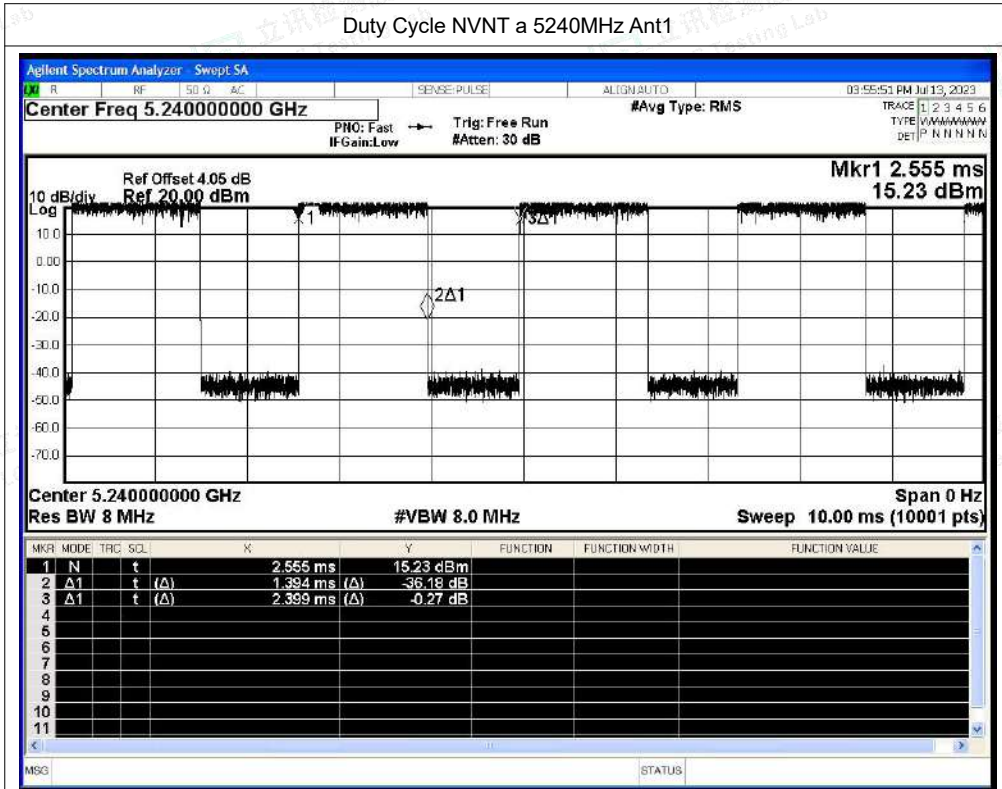 Duty Cycle NVNT a 5240MHz Ant1
Agilent Spectrum Analyzer - Swept SA
R RF 50 Ω AC SENSE:PULSE ALIGN AUTO 03:55:51 PM Jul 13, 2023
Center Freq 5.240000000 GHz #Avg Type: RMS TRACE 1 2 3 4 5 6
PNO: Fast Trig: Free Run TYPE
IFGain:Low #Atten: 30 dB DET P N N N N N
Mkr1 2.555 ms
Ref Offset 4.05 dB
10 dB/div Ref 20.00 dBm 15.23 dBm
Log
1 3Δ1
10.0
0.00
-10.0
2Δ1
-20.0
-30.0
-40.0
-50.0
-60.0
-70.0
Center 5.240000000 GHz Span 0 Hz
Res BW 8 MHz #VBW 8.0 MHz Sweep 10.00 ms (10001 pts)
MKR MODE TRC SCL X Y FUNCTION FUNCTION WIDTH FUNCTION VALUE
1 N t 2.555 ms 15.23 dBm
2 Δ1 t (Δ) 1.394 ms (Δ) -36.18 dB
3 Δ1 t (Δ) 2.399 ms (Δ) -0.27 dB
4
5
6
7
8
9
10
11
MSG STATUS